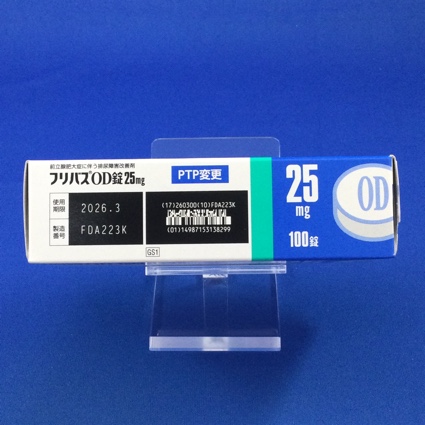 前立腺肥大症に伴う排尿障害改善剤
フリバスOD錠25mg
PTP変更
使用
期限
2026.3
製造
番号
FDA223K
(17)260300(10)FDA223K
(01)14987153138299
GS1
25
mg
100錠
OD